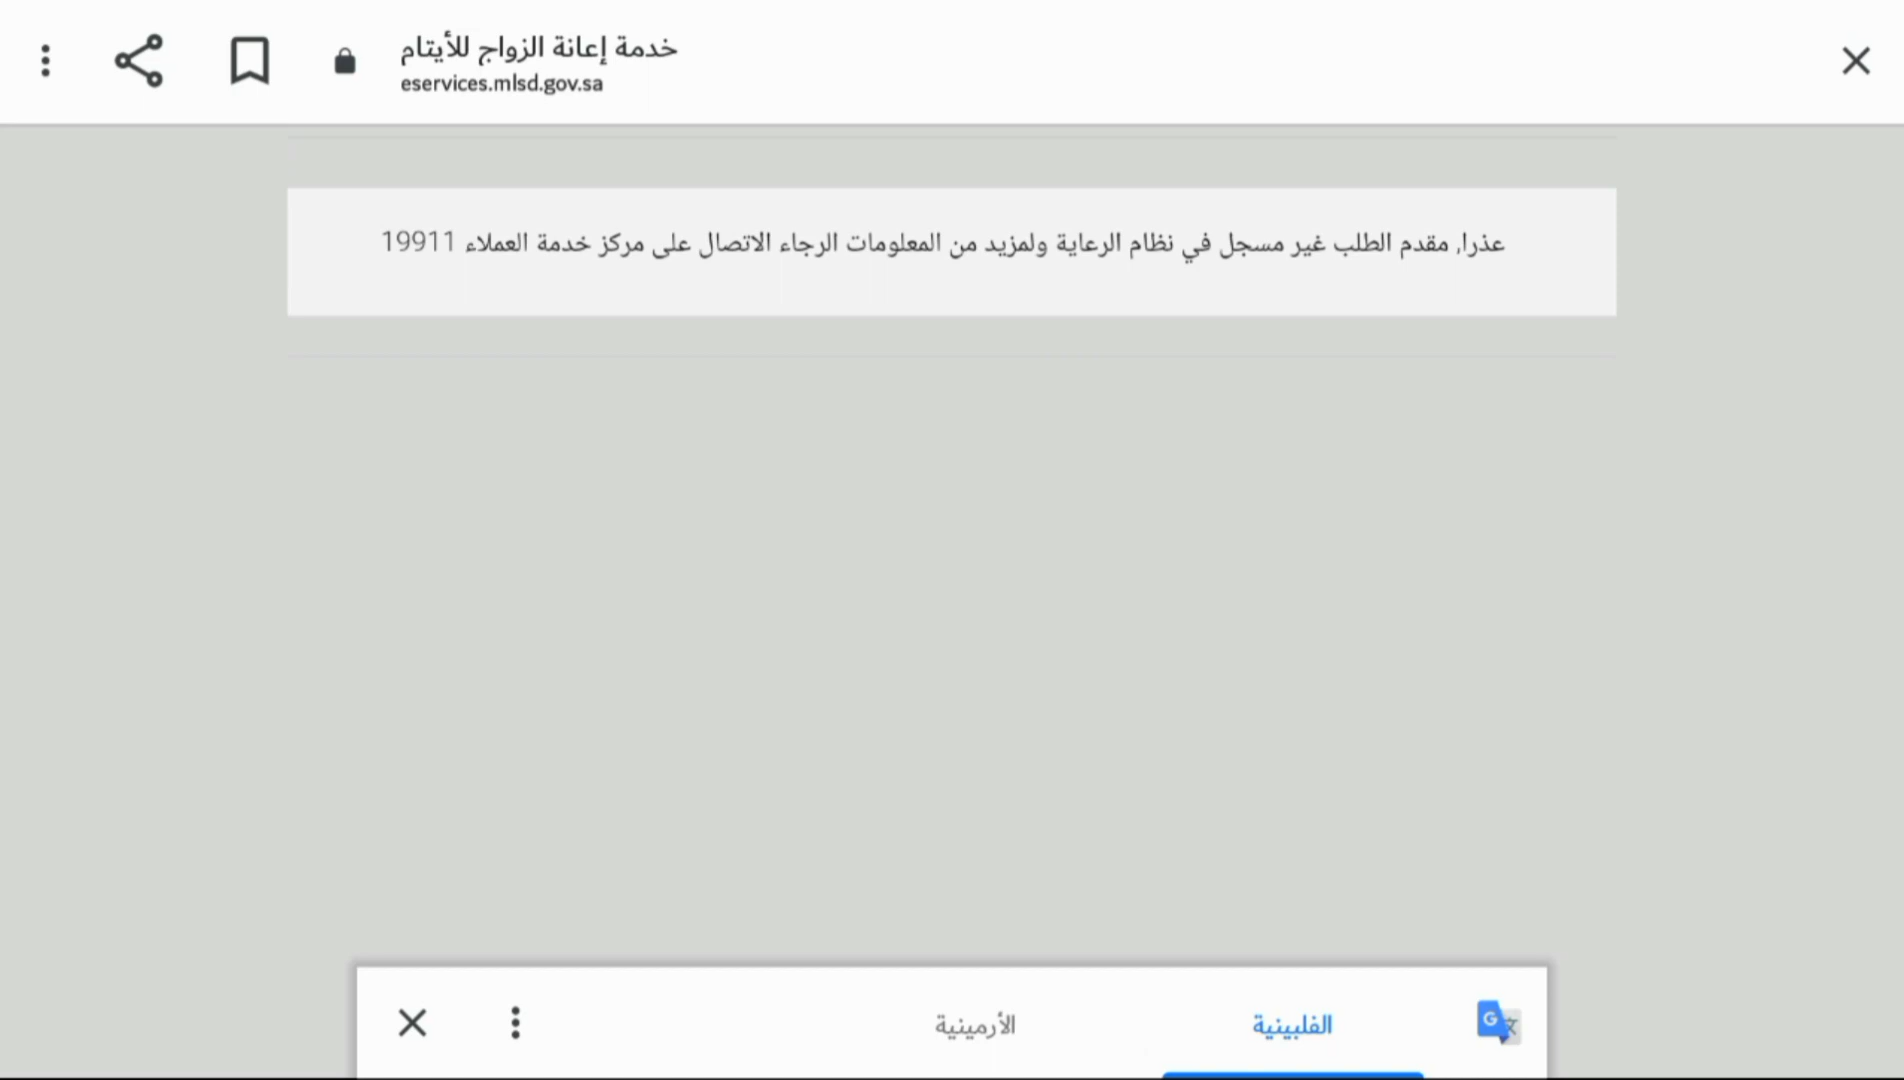 خدمة إعانة الزواج للأيتام
eservices.mlsd.gov.sa
عذرا, مقدم الطلب غير مسجل في نظام الرعاية ولمزيد من المعلومات الرجاء الاتصال على مركز خدمة العملاء 19911
الفلبينية
الأرمينية